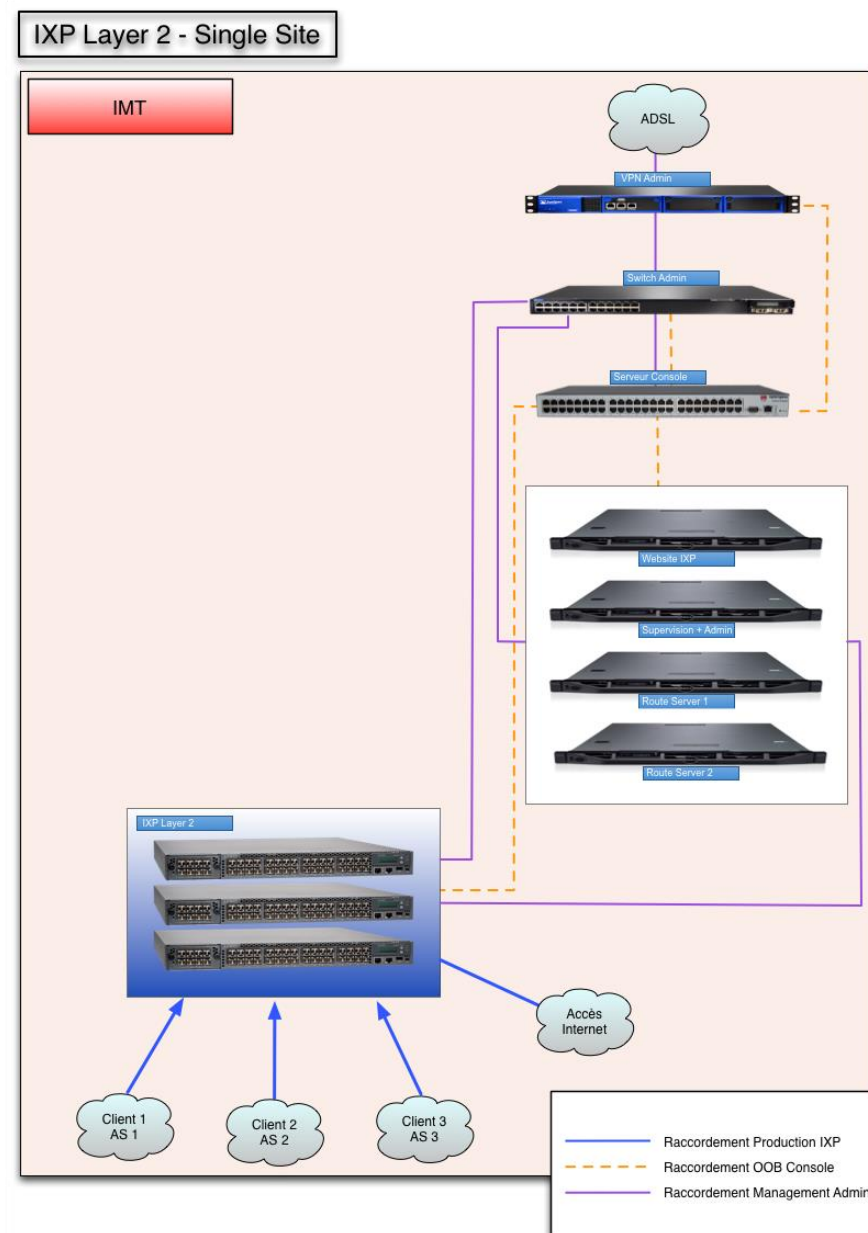 IXP Layer 2 - Single Site
IMT
ADSL
VPN Admin
Switch Admin
Serveur Console
Website IXP
Supervision + Admin
Route Server 1
Route Server 2
IXP Layer 2
Accès
Internet
Client 1
AS 1
Client 2
AS 2
Client 3
AS 3
Raccordement Production IXP
Raccordement OOB Console
Raccordement Management Admin